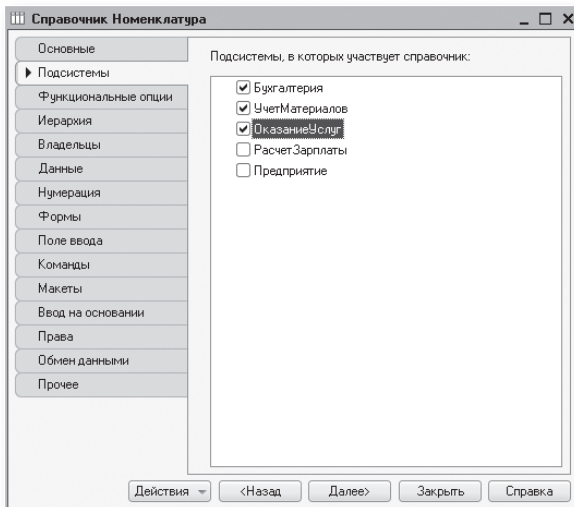 Справочник Номенклатура
Основные
Подсистемы
Функциональные опции
Иерархия
Владельцы
Данные
Нумерация
Формы
Поле ввода
Команды
Макеты
Ввод на основании
Права
Обмен данными
Прочее
Подсистемы, в которых участвует справочник:
Бухгалтерия
УчетМатериалов
ОказаниеУслуг
РасчетЗарплаты
Предприятие
Действия
<Назад
Далее>
Закрыть
Справка